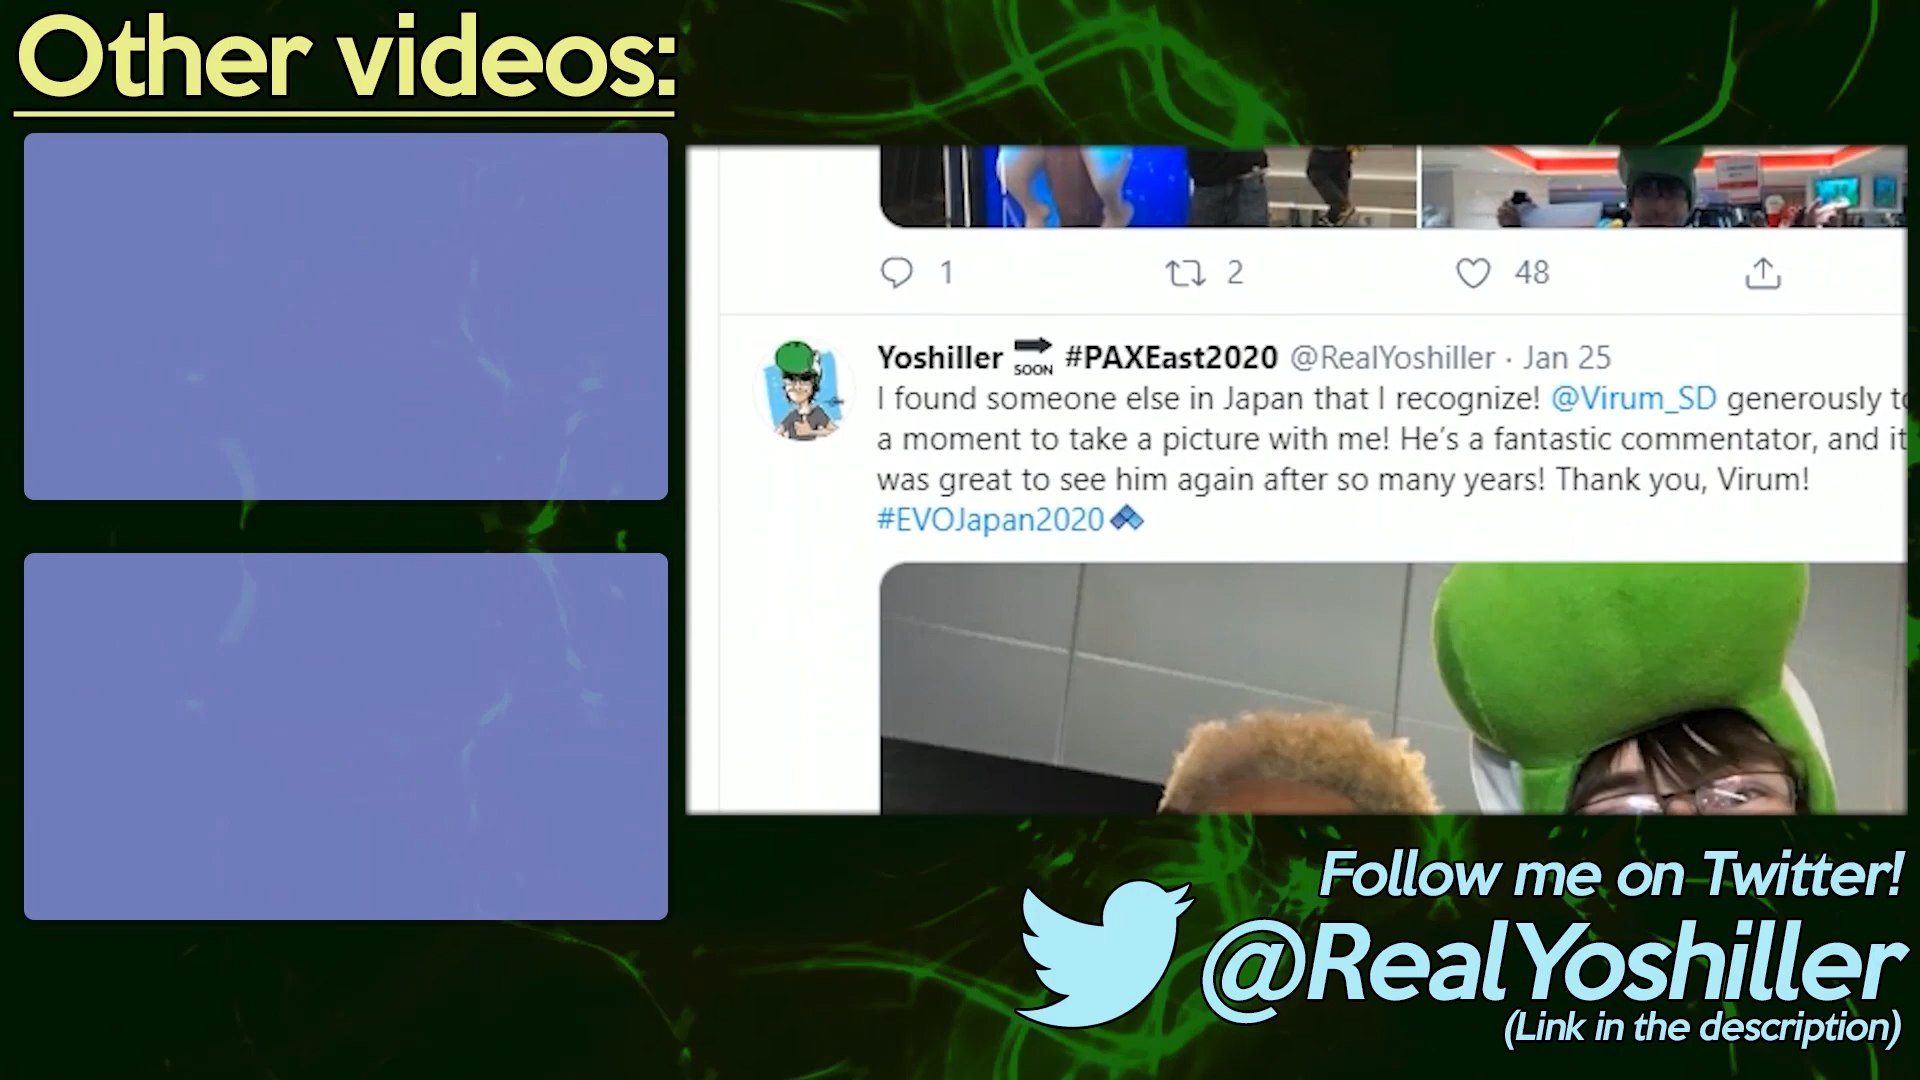 Other videos:
1 2 48
Yoshiller SOON #PAXEast2020 @RealYoshiller · Jan 25
I found someone else in Japan that I recognize! @Virum_SD generously
a moment to take a picture with me! He's a fantastic commentator, and it
was great to see him again after so many years! Thank you, Virum!
#EVOJapan2020
Follow me on Twitter!
@RealYoshiller
(Link in the description)